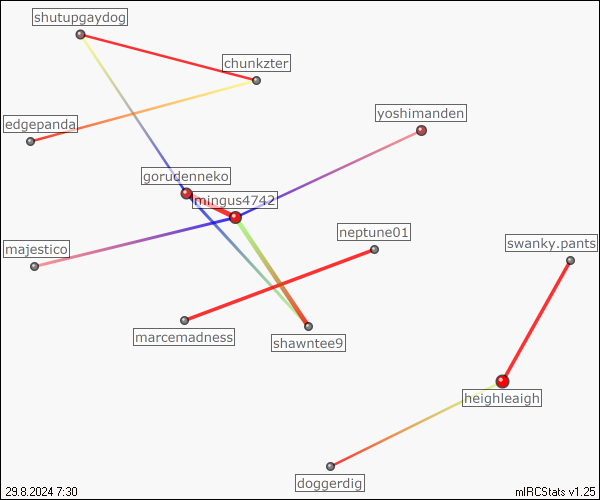 shutupgaydog
chunkzter
yoshimanden
edgepanda
gorudenneko
mingus4742
neptune01
swanky.pants
majestico
marcemadness
shawntee9
heighleaigh
doggerdig
29.8.2024 7:30
mIRCStats v1.25